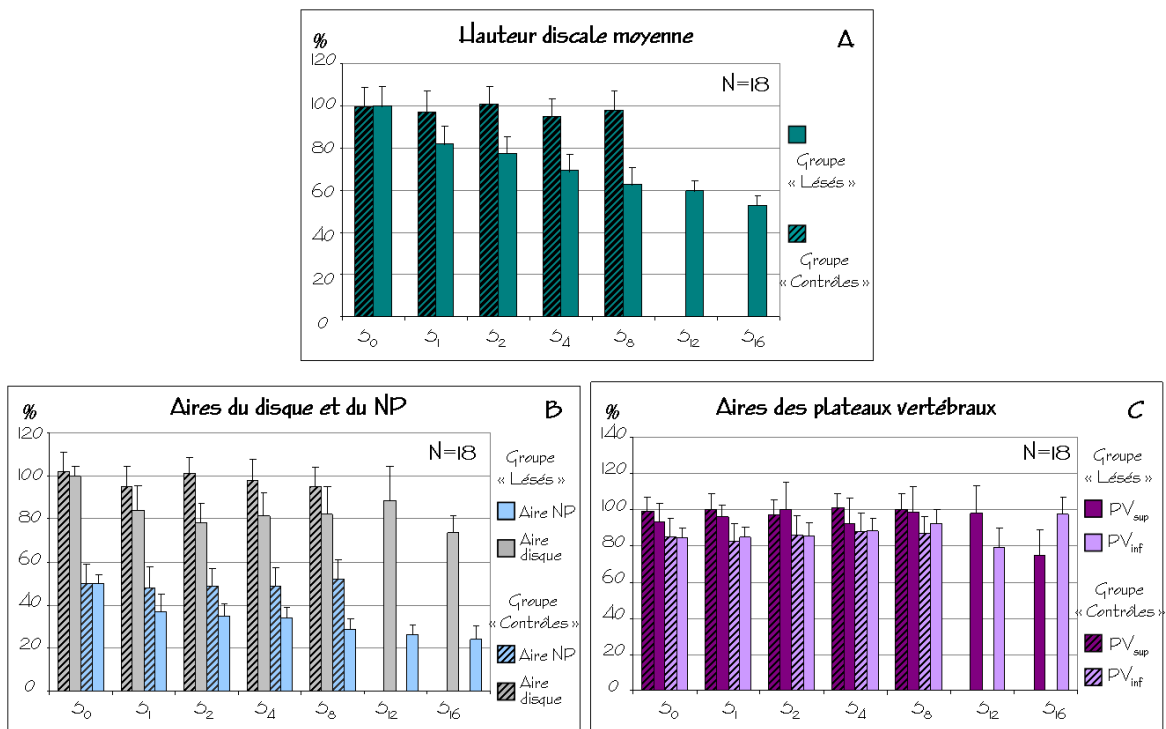 Hauteur discale moyenne
A
%
N=18
120
100
80
60
40
20
0
S0 S1 S2 S4 S8 S12 S16
Groupe
« Lésés »
Groupe
« Contrôles »
Aires du disque et du NP
B
%
N=18
120
100
80
60
40
20
0
S0 S1 S2 S4 S8 S12 S16
Groupe
« Lésés »
Aire NP
Aire
disque
Groupe
« Contrôles »
Aire NP
Aire
disque
Aires des plateaux vertébraux
C
%
N=18
140
120
100
80
60
40
20
0
S0 S1 S2 S4 S8 S12 S16
Groupe
« Lésés »
PVsup
PVinf
Groupe
« Contrôles »
PVsup
PVinf